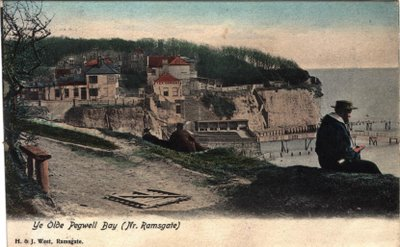 Ye Olde Pegwell Bay (Nr. Ramsgate)
H. & J. West, Ramsgate.